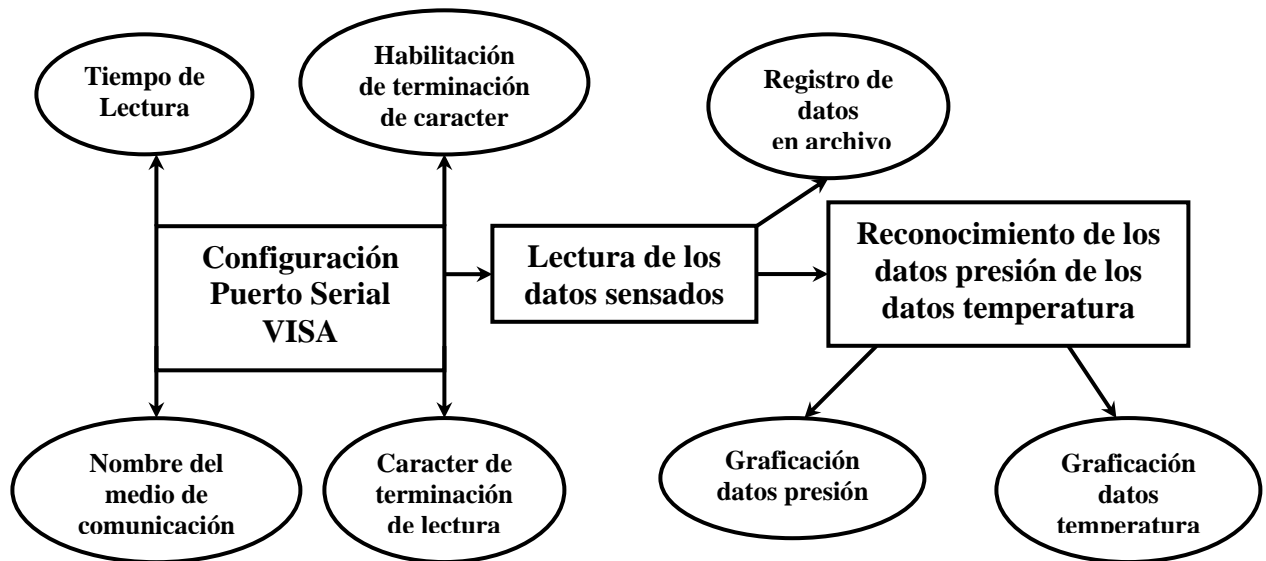 Tiempo de
Lectura
Habilitación
de terminación
de caracter
Registro de
datos
en archivo
Configuración
Puerto Serial
VISA
Lectura de los
datos sensados
Reconocimiento de los
datos presión de los
datos temperatura
Nombre del
medio de
comunicación
Caracter de
terminación
de lectura
Graficación
datos presión
Graficación
datos
temperatura